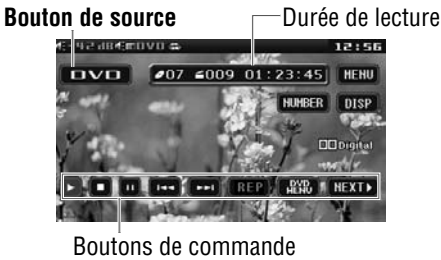 Bouton de source
Durée de lecture
12:56
DVD
07 009 01:23:45
MENU
NUMBER
DISP
Digital
REP
DVD MENU
NEXT
Boutons de commande